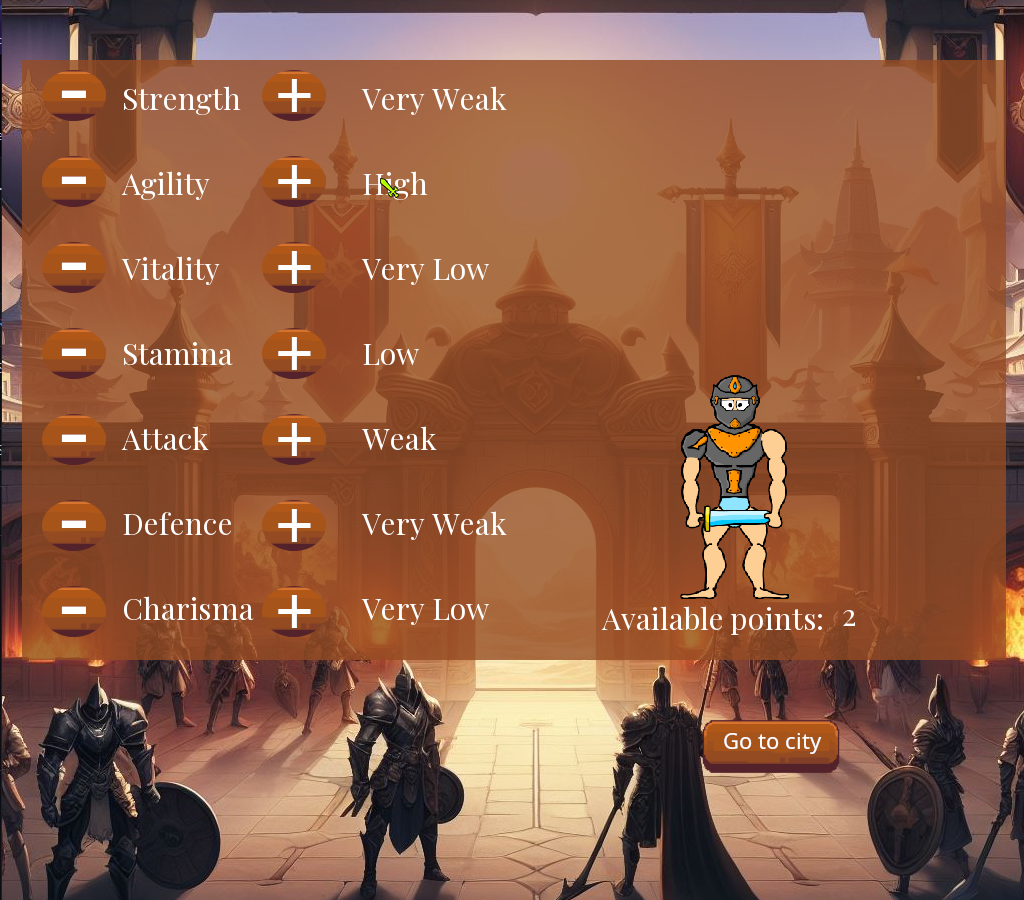 Strength Very Weak
Agility High
Vitality Very Low
Stamina Low
Attack Weak
Defence Very Weak
Charisma Very Low
Available points: 2
Go to city